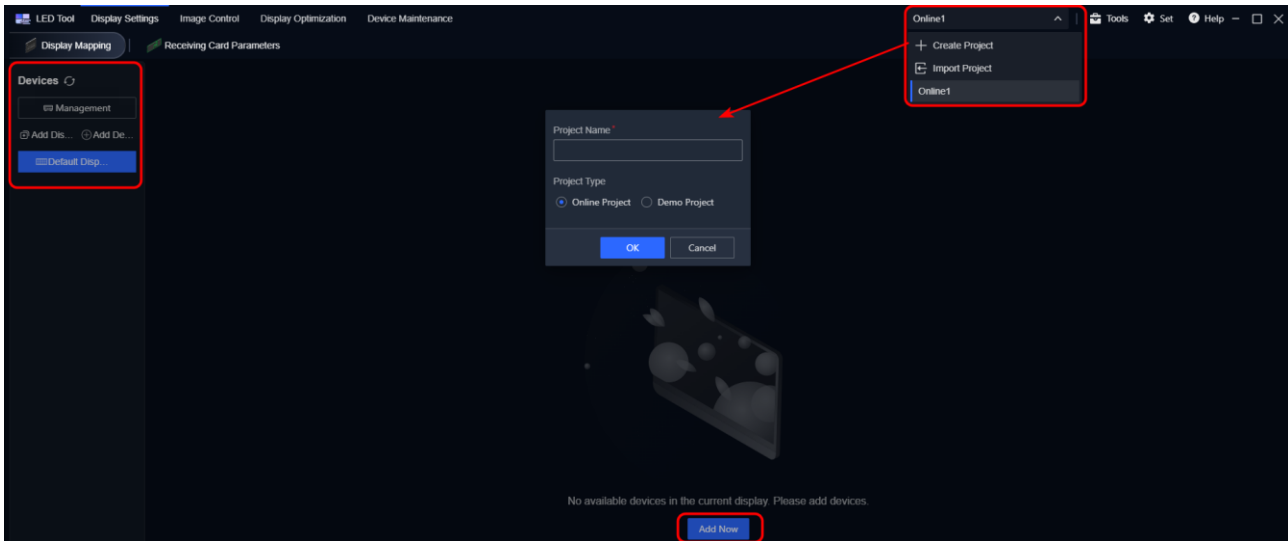 LED Tool Display Settings Image Control Display Optimization Device Maintenance Online1 Tools Set Help
Display Mapping Receiving Card Parameters
Create Project
Import Project
Online1
Devices
Management
Add Dis... Add De...
Default Disp...
Project Name*
Project Type
Online Project Demo Project
OK Cancel
No available devices in the current display. Please add devices.
Add Now